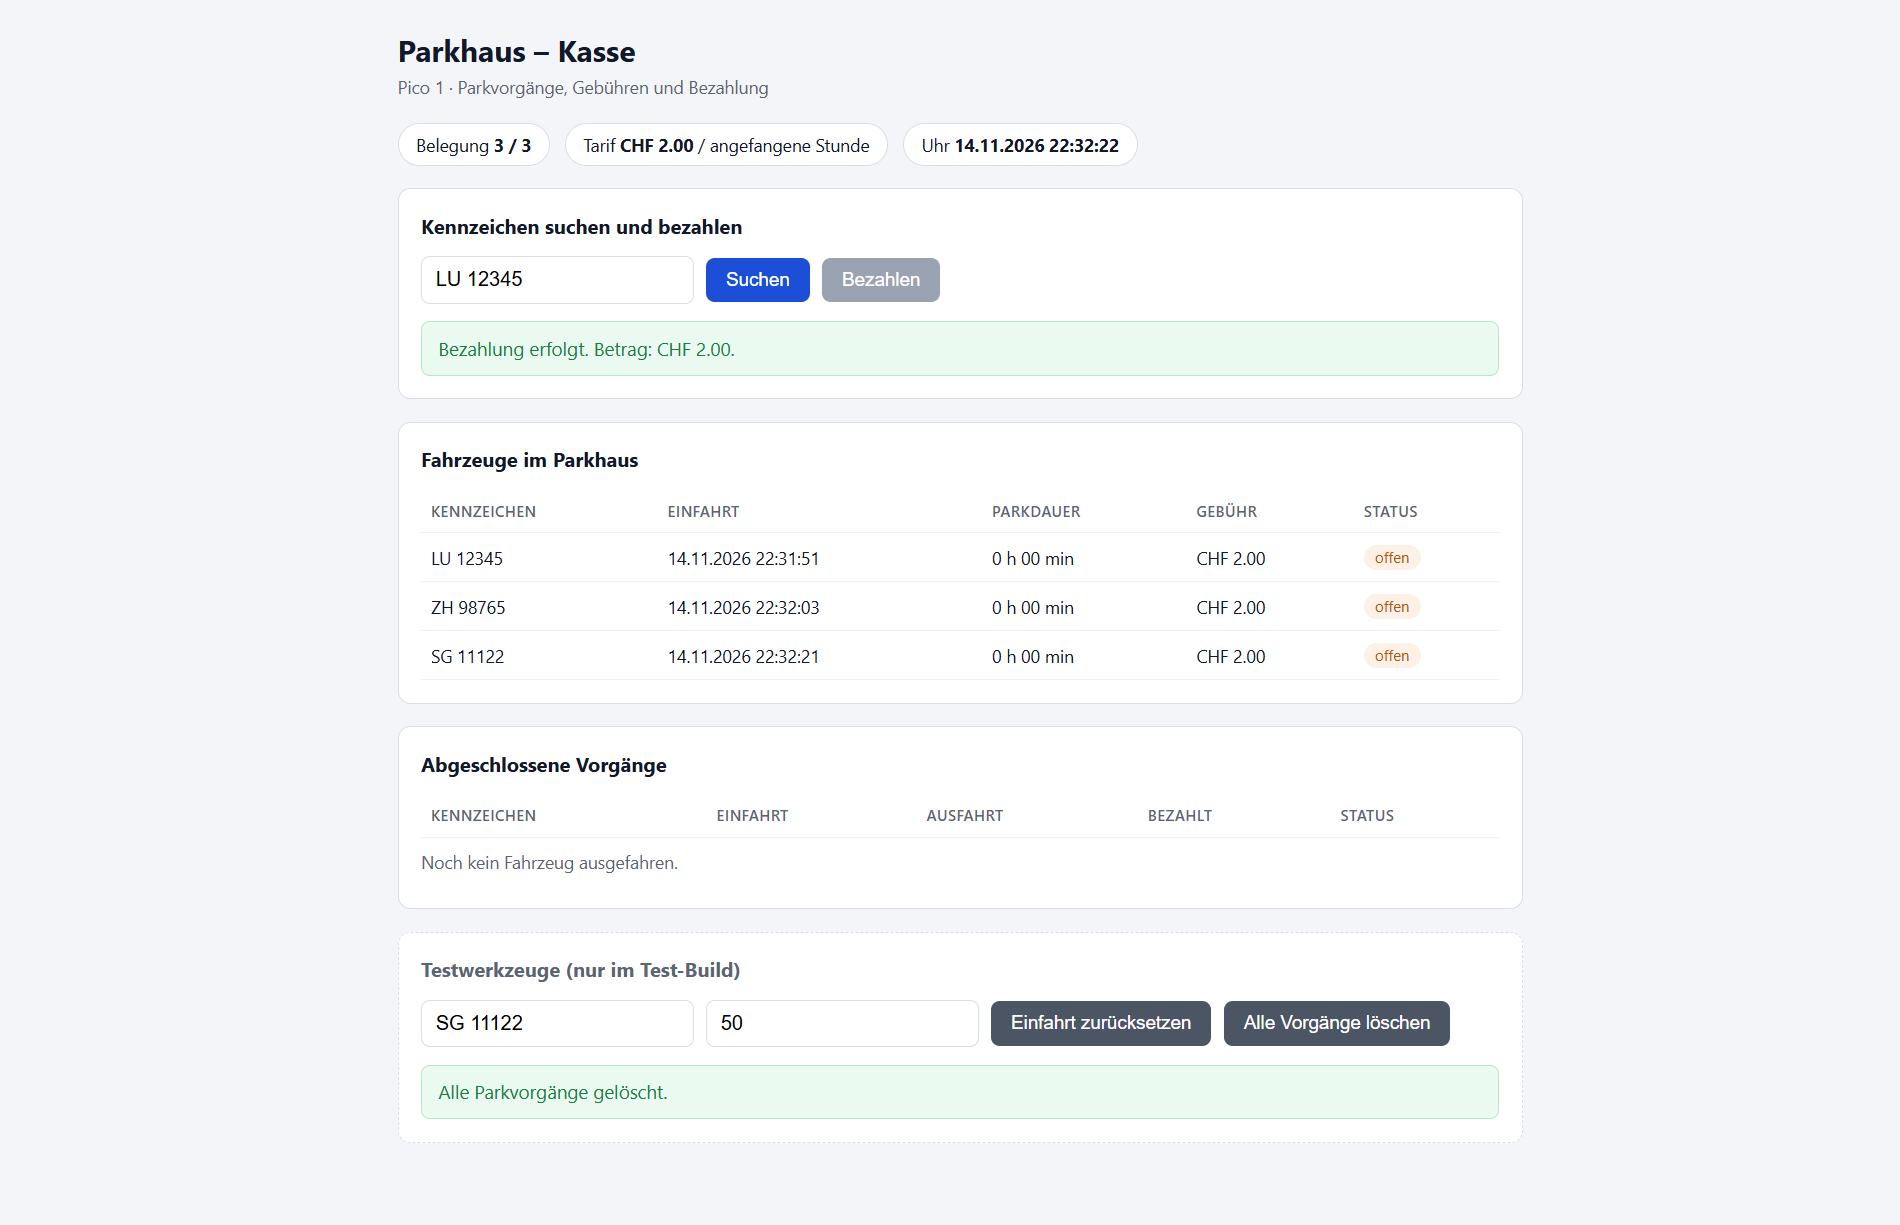 Parkhaus – Kasse
Pico 1 · Parkvorgänge, Gebühren und Bezahlung
Belegung 3 / 3 Tarif CHF 2.00 / angefangene Stunde Uhr 14.11.2026 22:32:22
Kennzeichen suchen und bezahlen
LU 12345 Suchen Bezahlen
Bezahlung erfolgt. Betrag: CHF 2.00.
Fahrzeuge im Parkhaus
KENNZEICHEN EINFAHRT PARKDAUER GEBÜHR STATUS
LU 12345 14.11.2026 22:31:51 0 h 00 min CHF 2.00 offen
ZH 98765 14.11.2026 22:32:03 0 h 00 min CHF 2.00 offen
SG 11122 14.11.2026 22:32:21 0 h 00 min CHF 2.00 offen
Abgeschlossene Vorgänge
KENNZEICHEN EINFAHRT AUSFAHRT BEZAHLT STATUS
Noch kein Fahrzeug ausgefahren.
Testwerkzeuge (nur im Test-Build)
SG 11122 50 Einfahrt zurücksetzen Alle Vorgänge löschen
Alle Parkvorgänge gelöscht.